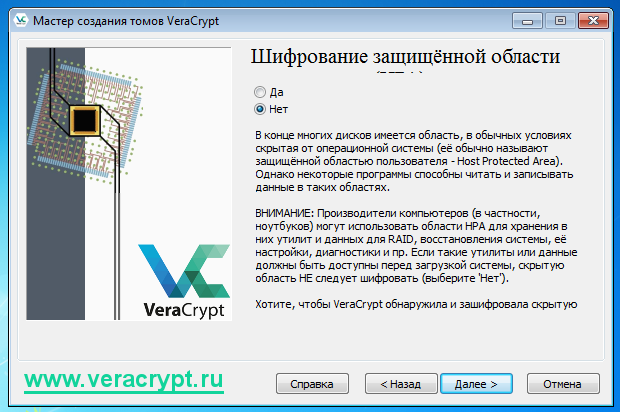 Мастер создания томов VeraCrypt
Шифрование защищённой области
Да
Нет
В конце многих дисков имеется область, в обычных условиях
скрытая от операционной системы (её обычно называют
защищённой областью пользователя - Host Protected Area).
Однако некоторые программы способны читать и записывать
данные в таких областях.
ВНИМАНИЕ: Производители компьютеров (в частности,
ноутбуков) могут использовать области HPA для хранения в
них утилит и данных для RAID, восстановления системы, её
настройки, диагностики и пр. Если такие утилиты или данные
должны быть доступны перед загрузкой системы, скрытую
область НЕ следует шифровать (выберите 'Нет').
Хотите, чтобы VeraCrypt обнаружила и зашифровала скрытую
VeraCrypt
www.veracrypt.ru
Справка
< Назад
Далее >
Отмена